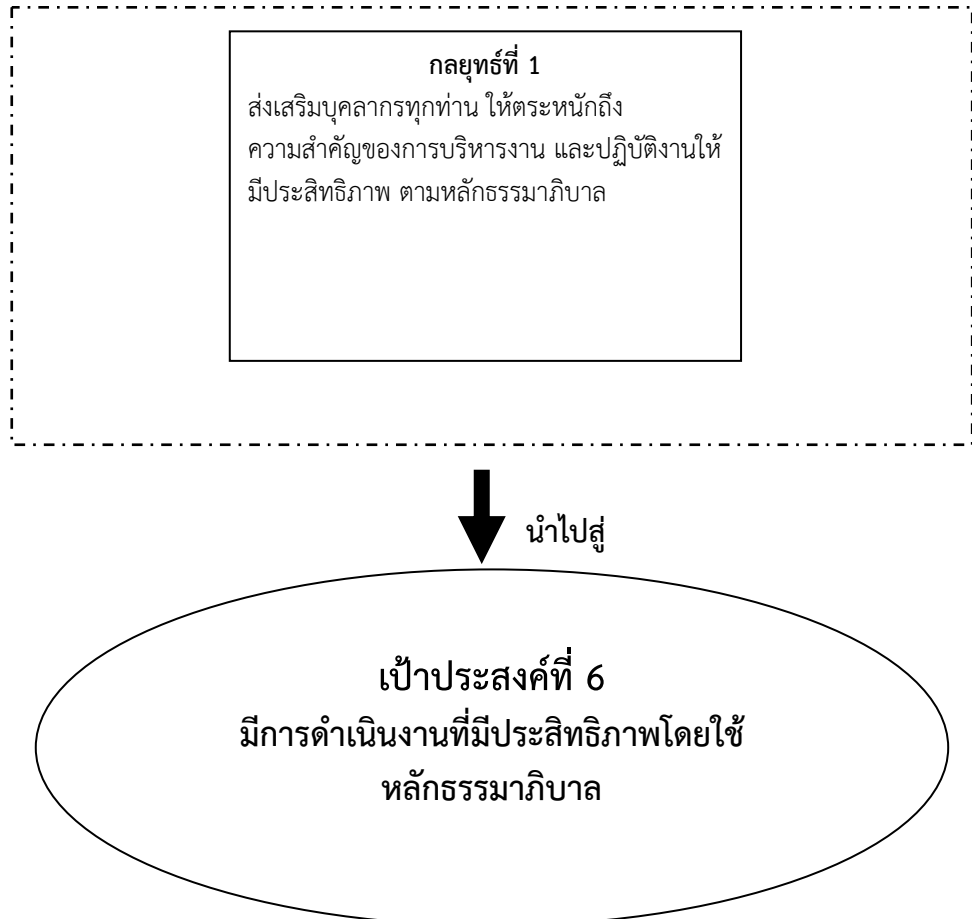 กลยุทธ์ที่ 1
ส่งเสริมบุคลากรทุกท่าน ให้ตระหนักถึง
ความสำคัญของการบริหารงาน และปฏิบัติงานให้
มีประสิทธิภาพ ตามหลักธรรมาภิบาล
นำไปสู่
เป้าประสงค์ที่ 6
มีการดำเนินงานที่มีประสิทธิภาพโดยใช้
หลักธรรมาภิบาล